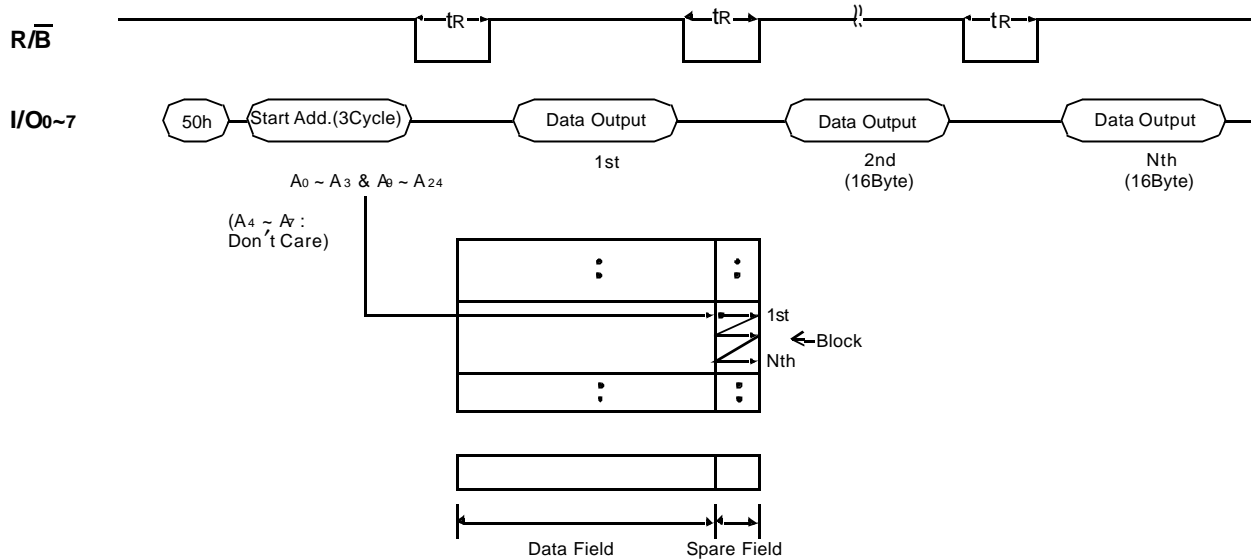 tR tR tR
R/B
I/O0~7 50h Start Add.(3Cycle) Data Output Data Output Data Output
1st 2nd Nth
(16Byte) (16Byte)
A0 ~ A3 & A9 ~ A24
(A4 ~ A7 :
Don't Care)
1st
Block
Nth
Data Field Spare Field